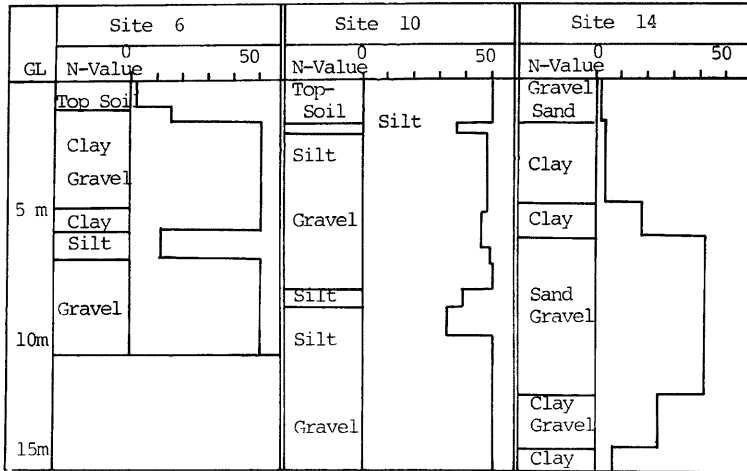 Site 6
Site 10
Site 14
0 50
0 50
0 50
GL
N-Value
N-Value
N-Value
Top Soil
Clay
Gravel
Clay
Silt
Gravel
Top-
Soil
Silt
Silt
Gravel
Silt
Silt
Gravel
Gravel
Sand
Clay
Clay
Sand
Gravel
Clay
Gravel
Clay
5 m
10m
15m